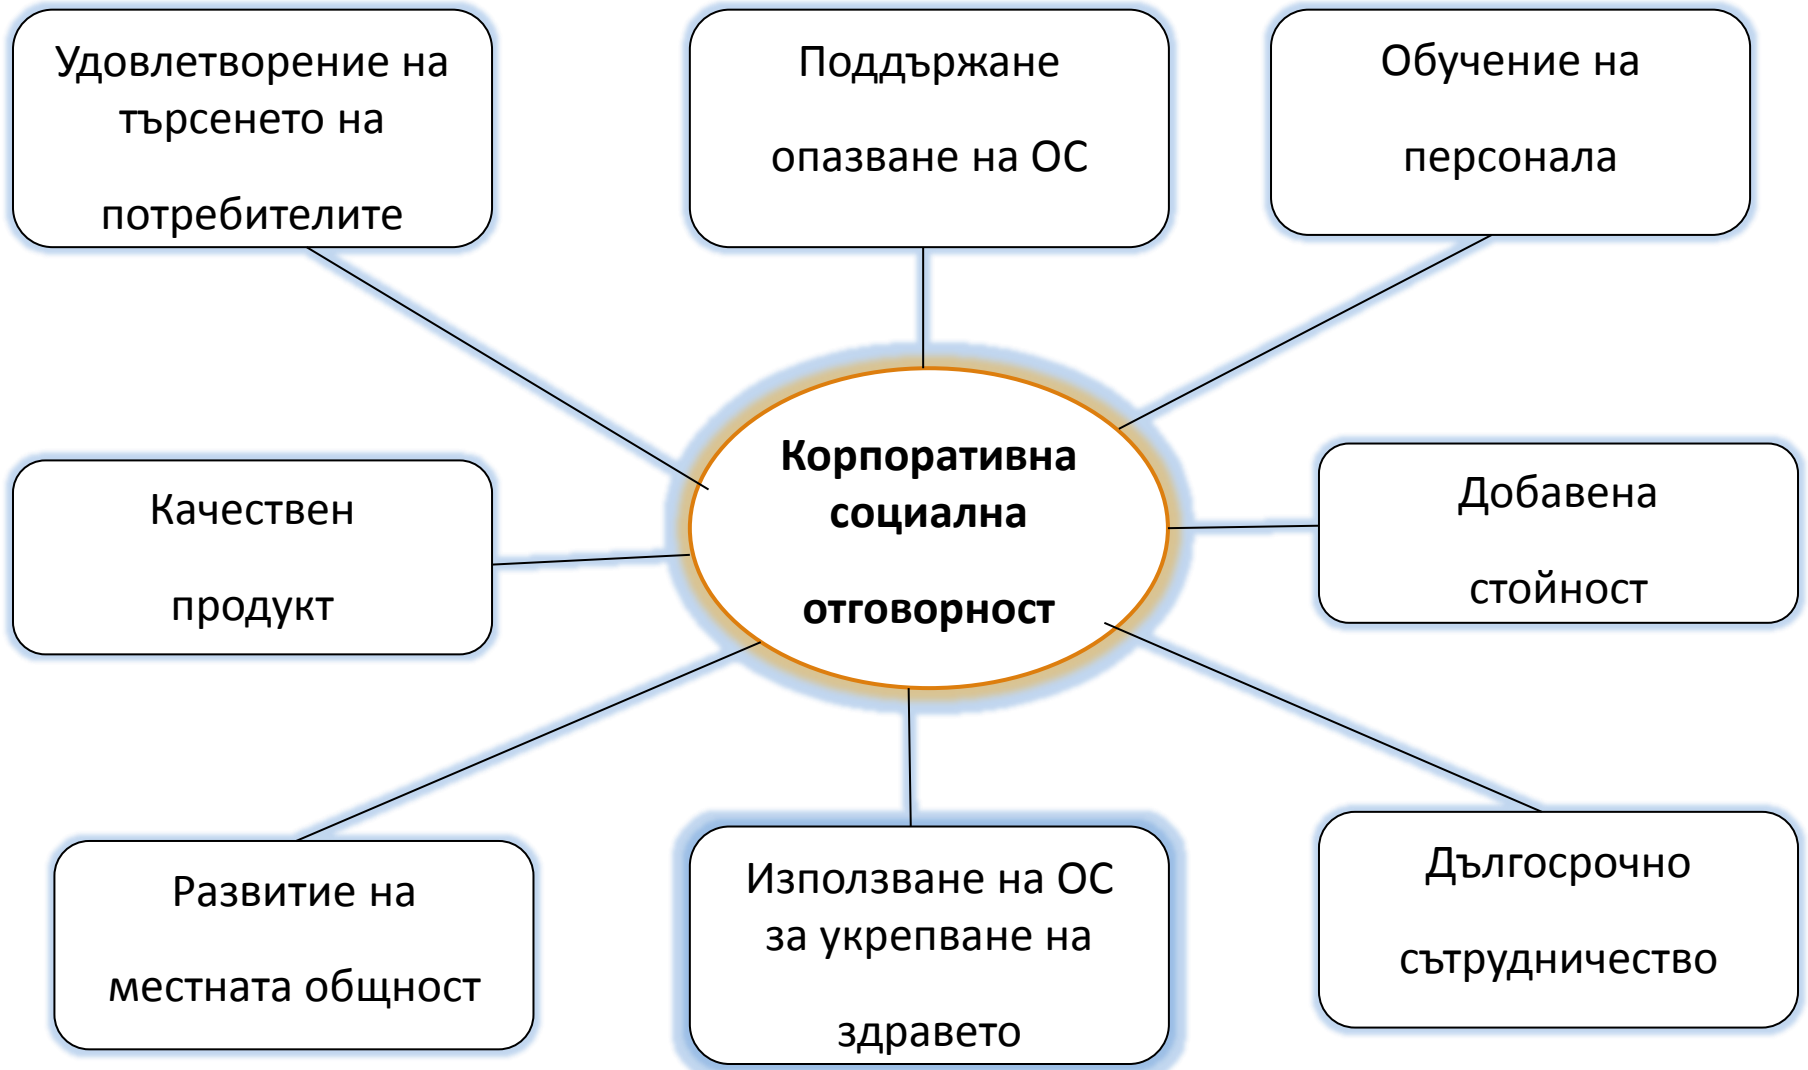 Удовлетворение на
търсенето на
потребителите
Поддържане
опазване на ОС
Обучение на
персонала
Корпоративна
социална
отговорност
Качествен
продукт
Добавена
стойност
Развитие на
местната общност
Използване на ОС
за укрепване на
здравето
Дългосрочно
сътрудничество